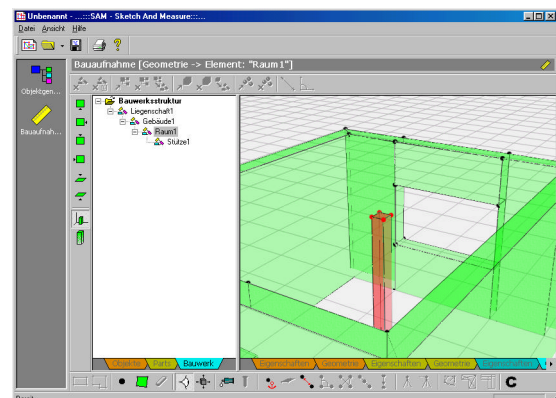 Unbenannt - ...:::SAM - Sketch And Measure:::...
Datei Ansicht Hilfe
Bauaufnahme [Geometrie -> Element: "Raum1"]
Objektgen...
Bauaufnah...
Bauwerksstruktur
Liegenschaft1
Gebäude1
Raum1
Stütze1
Objekte Parts Bauwerk
Eigenschaften Geometrie Eigenschaften Geometrie Eigenschaften
C